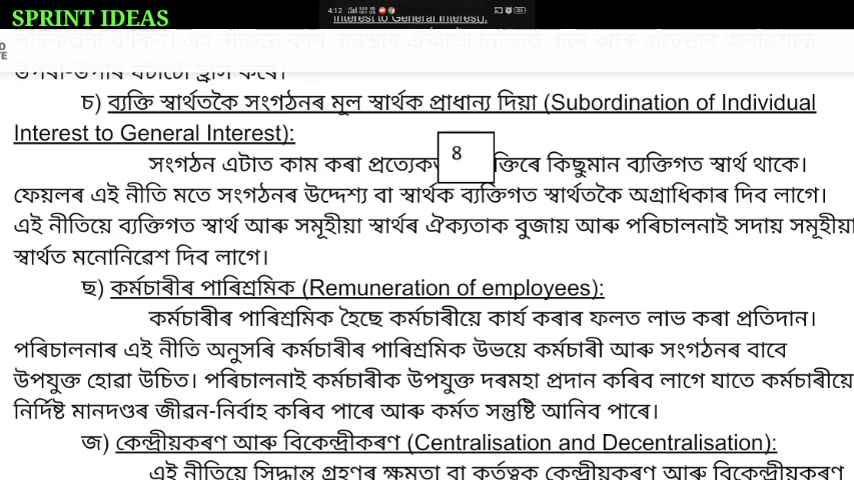 SPRINT IDEAS
4:12
Interest to General Interest):
উপৰা-উপৰি ঘটাটো হ্ৰাস কৰে।
চ) ব্যক্তি স্বাৰ্থতকৈ সংগঠনৰ মূল স্বাৰ্থক প্ৰাধান্য দিয়া (Subordination of Individual
Interest to General Interest):
8
সংগঠন এটাত কাম কৰা
কিছুমান ব্যক্তিগত স্বাৰ্থ থাকে।
ফেয়লৰ এই নীতি মতে সংগঠনৰ উদ্দেশ্য বা স্বাৰ্থক ব্যক্তিগত স্বাৰ্থতকৈ অগ্ৰাধিকাৰ দিব লাগে।
এই নীতিয়ে ব্যক্তিগত স্বাৰ্থ আৰু সমূহীয়া স্বাৰ্থৰ ঐক্যতাক বুজায় আৰু পৰিচালনাই সদায় সমূহীয়া
স্বাৰ্থত মনোনিৱেশ দিব লাগে।
ছ) কৰ্মচাৰীৰ পাৰিশ্ৰমিক (Remuneration of employees):
কৰ্মচাৰীৰ পাৰিশ্ৰমিক হৈছে কৰ্মচাৰীয়ে কাৰ্য কৰাৰ ফলত লাভ কৰা প্ৰতিদান।
পৰিচালনাৰ এই নীতি অনুসৰি কৰ্মচাৰীৰ পাৰিশ্ৰমিক উভয়ে কৰ্মচাৰী আৰু সংগঠনৰ বাবে
উপযুক্ত হোৱা উচিত। পৰিচালনাই কৰ্মচাৰীক উপযুক্ত দৰমহা প্ৰদান কৰিব লাগে যাতে কৰ্মচাৰীয়ে
নিৰ্দিষ্ট মানদণ্ডৰ জীৱন-নিৰ্বাহ কৰিব পাৰে আৰু কৰ্মত সন্তুষ্টি আনিব পাৰে।
জ) কেন্দ্ৰীয়কৰণ আৰু বিকেন্দ্ৰীকৰণ (Centralisation and Decentralisation):
এই নীতিয়ে সিদ্ধান্ত গ্ৰহণৰ ক্ষমতা বা কৰ্তৃত্বক কেন্দ্ৰীয়কৰণ আৰু বিকেন্দ্ৰীয়কৰণ